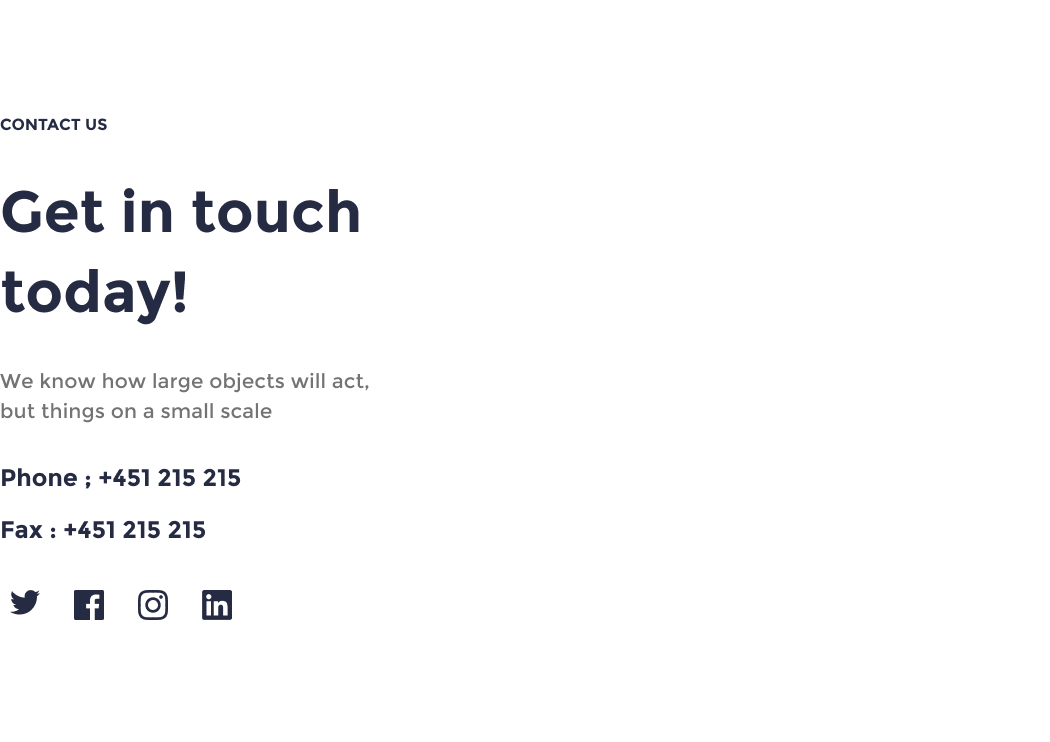 CONTACT US
Get in touch
today!
We know how large objects will act,
but things on a small scale
Phone ; +451 215 215
Fax : +451 215 215